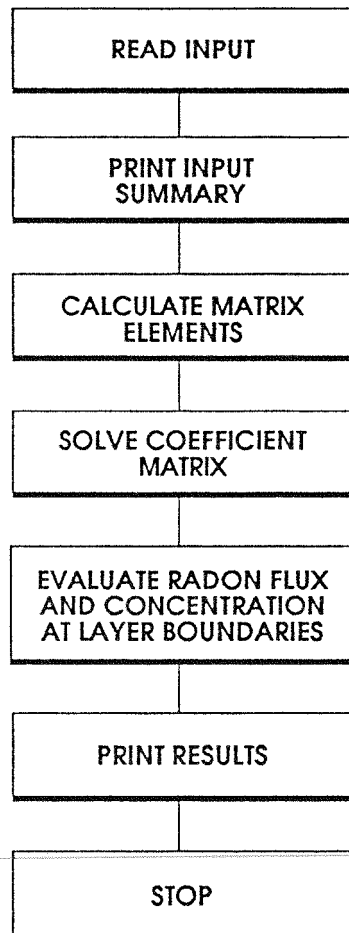 READ INPUT
PRINT INPUT
SUMMARY
CALCULATE MATRIX
ELEMENTS
SOLVE COEFFICIENT
MATRIX
EVALUATE RADON FLUX
AND CONCENTRATION
AT LAYER BOUNDARIES
PRINT RESULTS
STOP